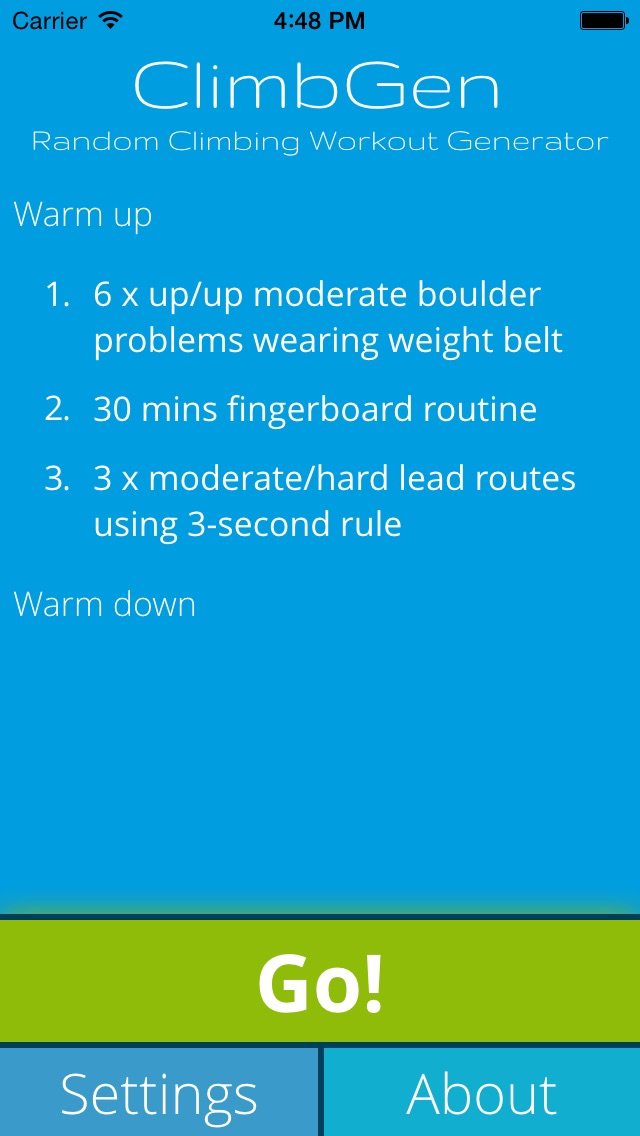 Carrier 4:48 PM
ClimbGen
Random Climbing Workout Generator
Warm up
1. 6 x up/up moderate boulder
problems wearing weight belt
2. 30 mins fingerboard routine
3. 3 x moderate/hard lead routes
using 3-second rule
Warm down
Go!
Settings About